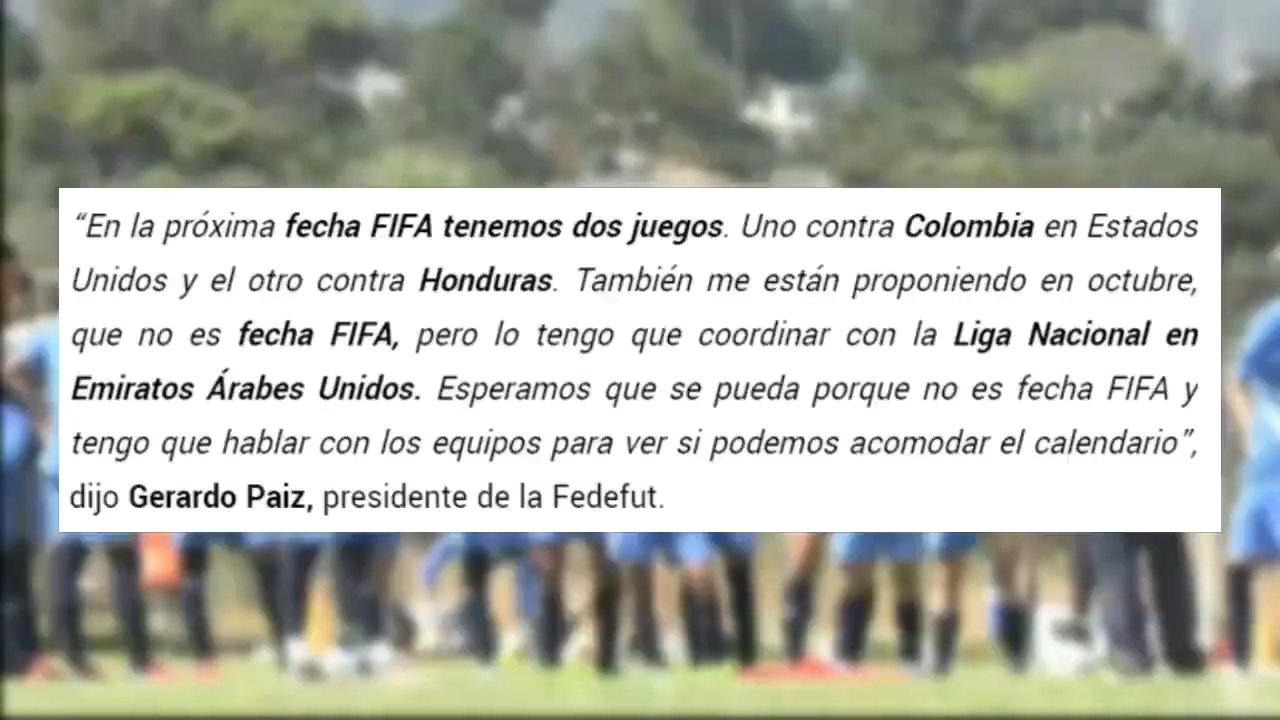 “En la próxima fecha FIFA tenemos dos juegos. Uno contra Colombia en Estados
Unidos y el otro contra Honduras. También me están proponiendo en octubre,
que no es fecha FIFA, pero lo tengo que coordinar con la Liga Nacional en
Emiratos Árabes Unidos. Esperamos que se pueda porque no es fecha FIFA y
tengo que hablar con los equipos para ver si podemos acomodar el calendario”,
dijo Gerardo Paiz, presidente de la Fedefut.